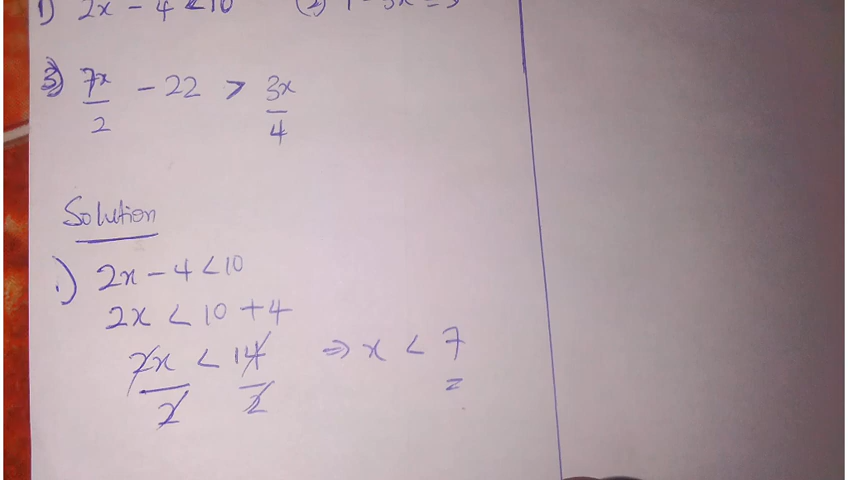 1) 2x - 4 < 10 (2)
3) 7x/2 - 22 > 3x/4
Solution
1.) 2x - 4 < 10
2x < 10 + 4
2x/2 < 14/2 ⇒ x < 7